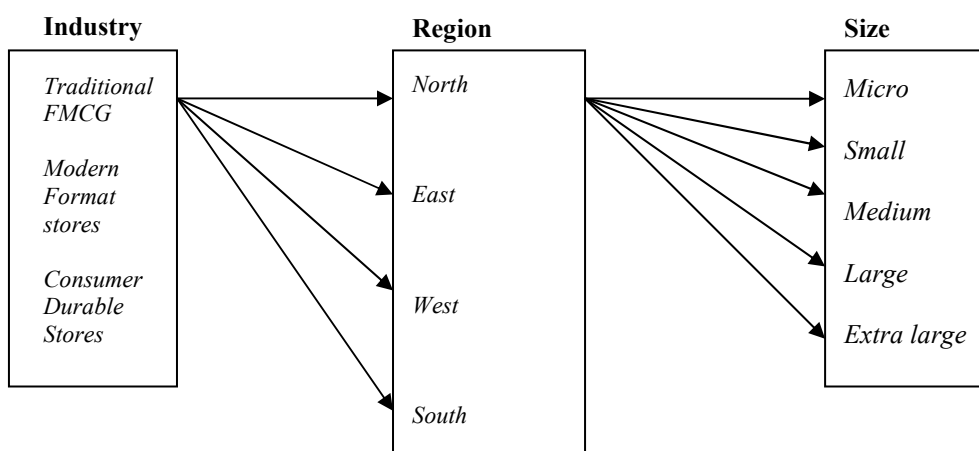 Industry
Traditional
FMCG
Modern
Format
stores
Consumer
Durable
Stores
Region
North
East
West
South
Size
Micro
Small
Medium
Large
Extra large